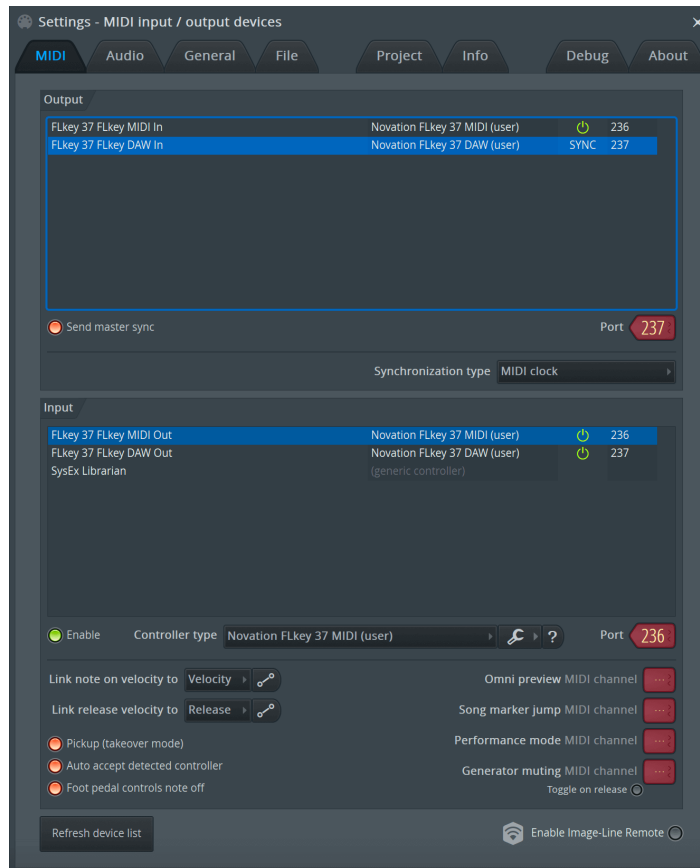 Settings - MIDI input / output devices
MIDI Audio General File Project Info Debug About
Output
FLkey 37 FLkey MIDI In Novation FLkey 37 MIDI (user) 236
FLkey 37 FLkey DAW In Novation FLkey 37 DAW (user) SYNC 237
Send master sync Port 237
Synchronization type MIDI clock
Input
FLkey 37 FLkey MIDI Out Novation FLkey 37 MIDI (user) 236
FLkey 37 FLkey DAW Out Novation FLkey 37 DAW (user) 237
SysEx Librarian (generic controller)
Enable Controller type Novation FLkey 37 MIDI (user) ? Port 236
Link note on velocity to Velocity Omni preview MIDI channel ---
Link release velocity to Release Song marker jump MIDI channel ---
Pickup (takeover mode) Performance mode MIDI channel ---
Auto accept detected controller Generator muting MIDI channel ---
Foot pedal controls note off Toggle on release
Refresh device list Enable Image-Line Remote